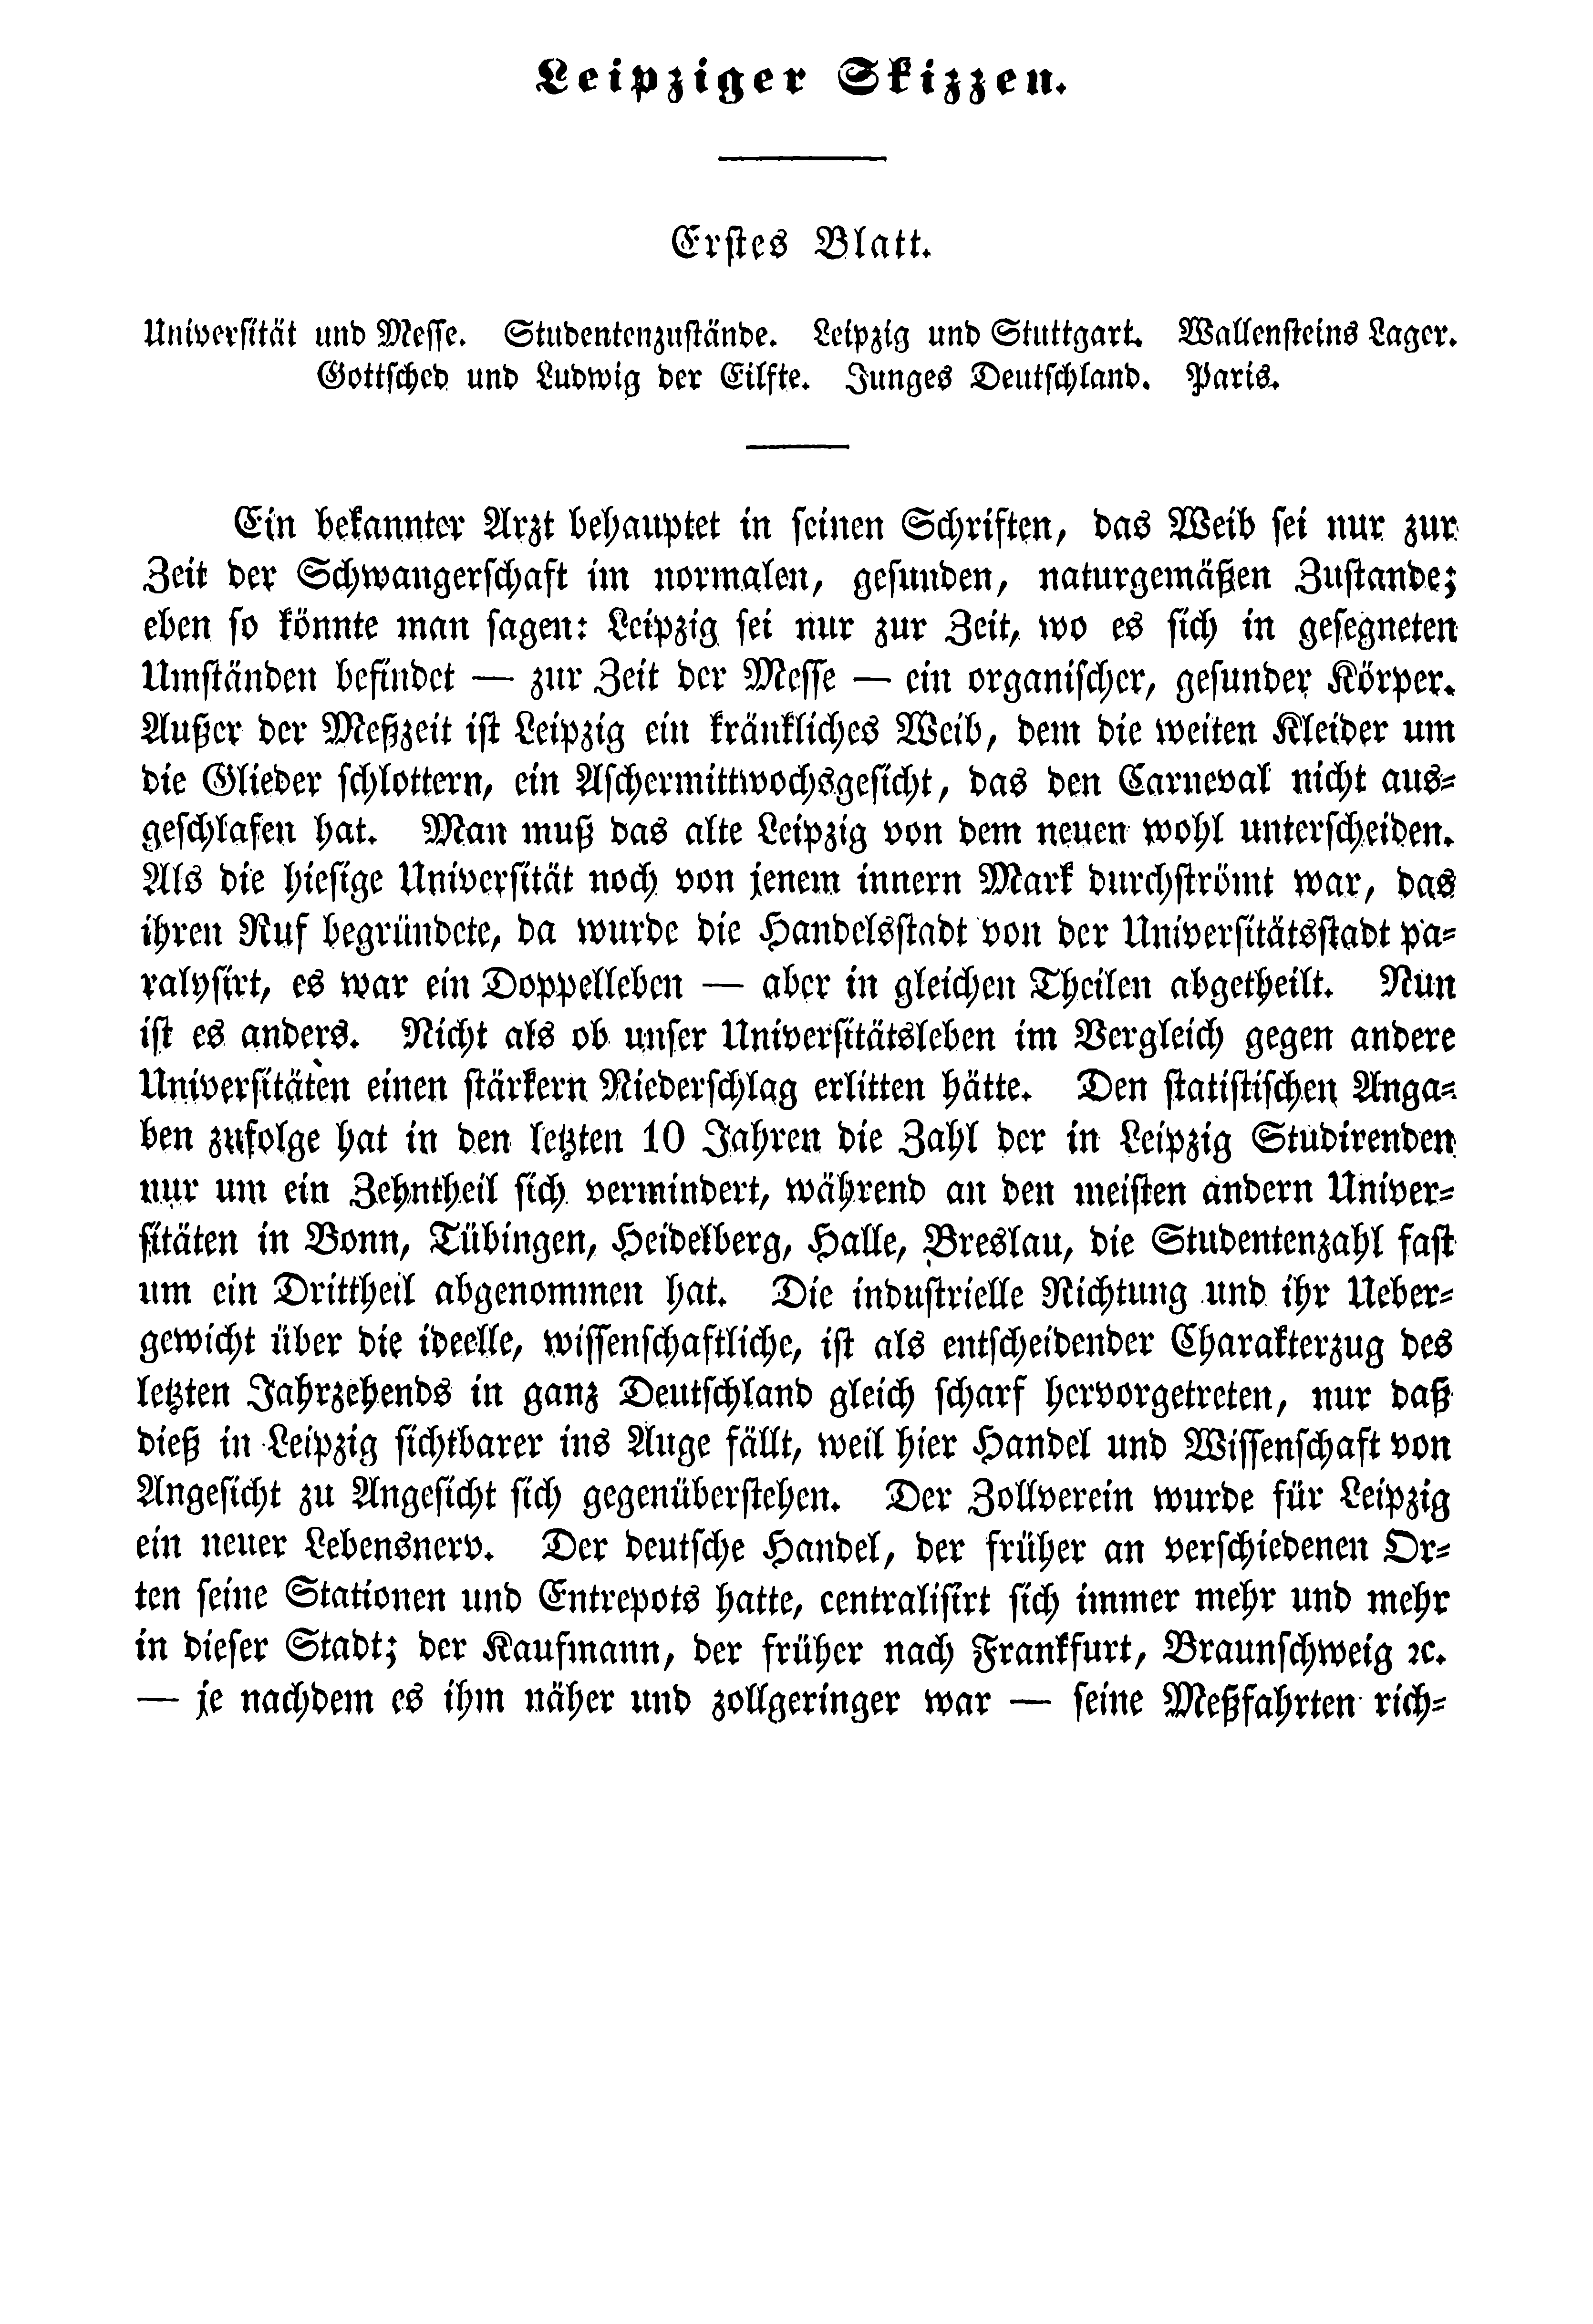 Leipziger Skizzen.
Erstes Blatt.
Universität und Messe. Studentenzustände. Leipzig und Stuttgart. Wallensteins Lager.
Gottsched und Ludwig der Eilfte. Junges Deutschland. Paris.
Ein bekannter Arzt behauptet in seinen Schriften, das Weib sei nur zur
Zeit der Schwangerschaft im normalen, gesunden, naturgemäßen Zustande;
eben so könnte man sagen: Leipzig sei nur zur Zeit, wo es sich in gesegneten
Umständen befindet — zur Zeit der Messe — ein organischer, gesunder Körper.
Außer der Meßzeit ist Leipzig ein kränkliches Weib, dem die weiten Kleider um
die Glieder schlottern, ein Aschermittwochsgesicht, das den Carneval nicht aus-
geschlafen hat. Man muß das alte Leipzig von dem neuen wohl unterscheiden.
Als die hiesige Universität noch von jenem innern Mark durchströmt war, das
ihren Ruf begründete, da wurde die Handelsstadt von der Universitätsstadt pa-
ralysirt, es war ein Doppelleben — aber in gleichen Theilen abgetheilt. Nun
ist es anders. Nicht als ob unser Universitätsleben im Vergleich gegen andere
Universitäten einen stärkern Niederschlag erlitten hätte. Den statistischen Anga-
ben zufolge hat in den letzten 10 Jahren die Zahl der in Leipzig Studirenden
nur um ein Zehntheil sich vermindert, während an den meisten andern Univer-
sitäten in Bonn, Tübingen, Heidelberg, Halle, Breslau, die Studentenzahl fast
um ein Drittheil abgenommen hat. Die industrielle Richtung und ihr Ueber-
gewicht über die ideelle, wissenschaftliche, ist als entscheidender Charakterzug des
letzten Jahrzehends in ganz Deutschland gleich scharf hervorgetreten, nur daß
dieß in Leipzig sichtbarer ins Auge fällt, weil hier Handel und Wissenschaft von
Angesicht zu Angesicht sich gegenüberstehen. Der Zollverein wurde für Leipzig
ein neuer Lebensnerv. Der deutsche Handel, der früher an verschiedenen Or-
ten seine Stationen und Entrepots hatte, centralisirt sich immer mehr und mehr
in dieser Stadt; der Kaufmann, der früher nach Frankfurt, Braunschweig ꝛc.
— je nachdem es ihm näher und zollgeringer war — seine Meßfahrten rich-